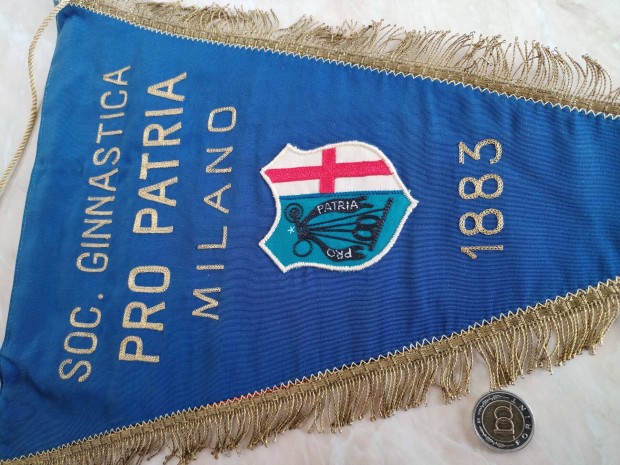 SOC. GINNASTICA
PRO PATRIA
MILANO
PATRIA
PRO
1883